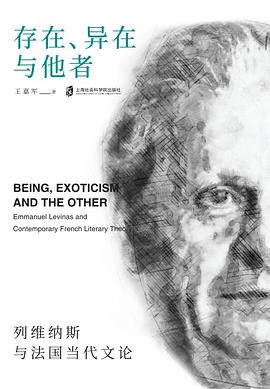 存在、异在
与他者
王嘉军 著
上海社会科学院出版社
BEING, EXOTICISM
AND THE OTHER
Emmanuel Levinas and
Contemporary French Literary Theo
列维纳斯
与法国当代文论